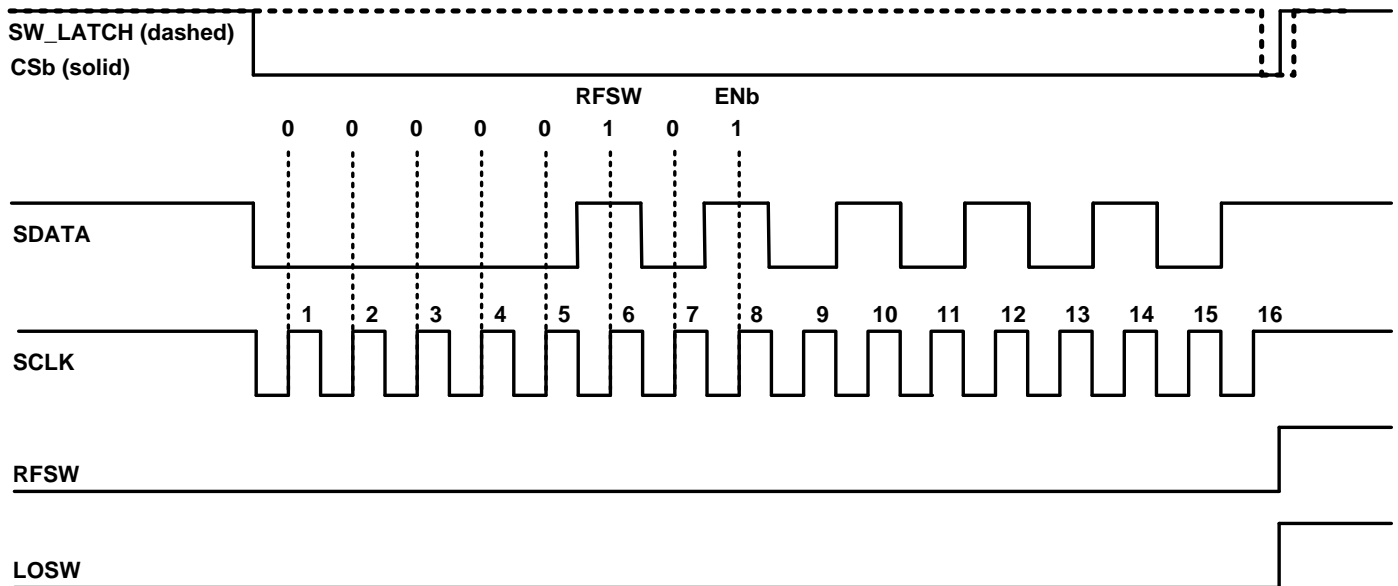 SW_LATCH (dashed)
CSb (solid)
RFSW ENb
0 0 0 0 0 1 0 1
SDATA
1 2 3 4 5 6 7 8 9 10 11 12 13 14 15 16
SCLK
RFSW
LOSW